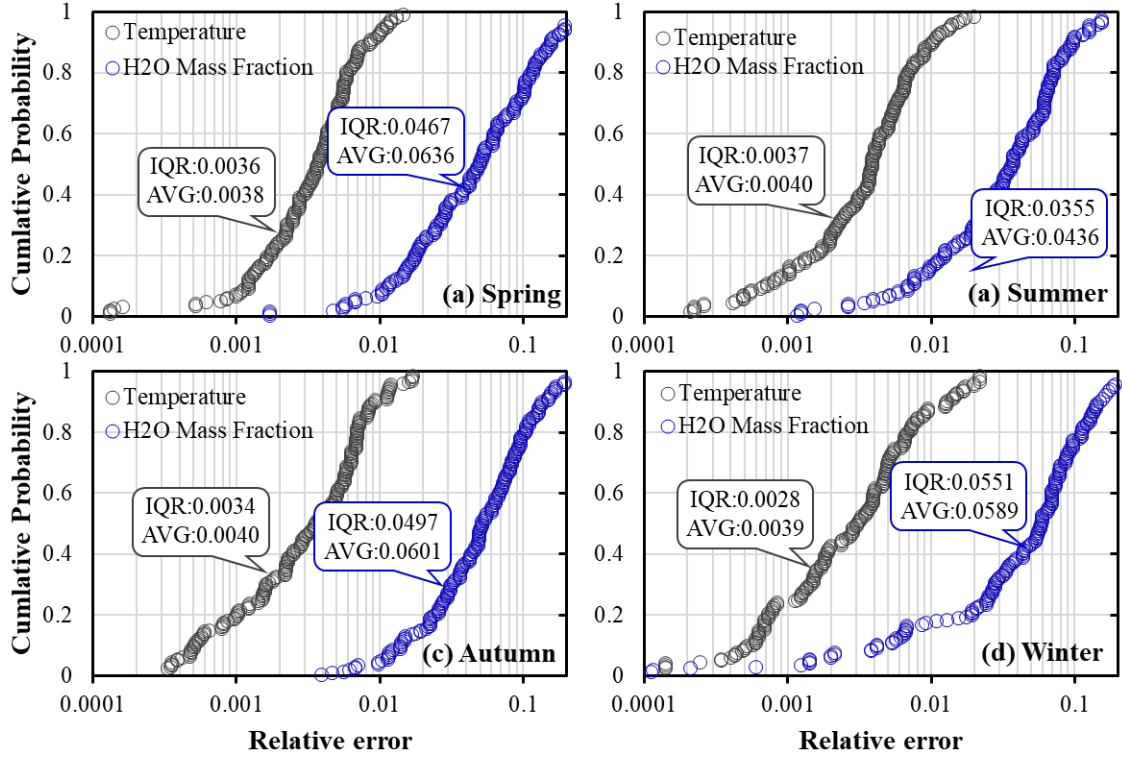 Cumlative Probability
1
0.8
0.6
0.4
0.2
0
Temperature
H2O Mass Fraction
IQR:0.0036
AVG:0.0038
IQR:0.0467
AVG:0.0636
(a) Spring
0.0001
0.001
0.01
0.1
1
0.8
0.6
0.4
0.2
0
Temperature
H2O Mass Fraction
IQR:0.0037
AVG:0.0040
IQR:0.0355
AVG:0.0436
(a) Summer
0.0001
0.001
0.01
0.1
Cumlative Probability
1
0.8
0.6
0.4
0.2
0
Temperature
H2O Mass Fraction
IQR:0.0034
AVG:0.0040
IQR:0.0497
AVG:0.0601
(c) Autumn
0.0001
0.001
0.01
0.1
Relative error
1
0.8
0.6
0.4
0.2
0
Temperature
H2O Mass Fraction
IQR:0.0028
AVG:0.0039
IQR:0.0551
AVG:0.0589
(d) Winter
0.0001
0.001
0.01
0.1
Relative error